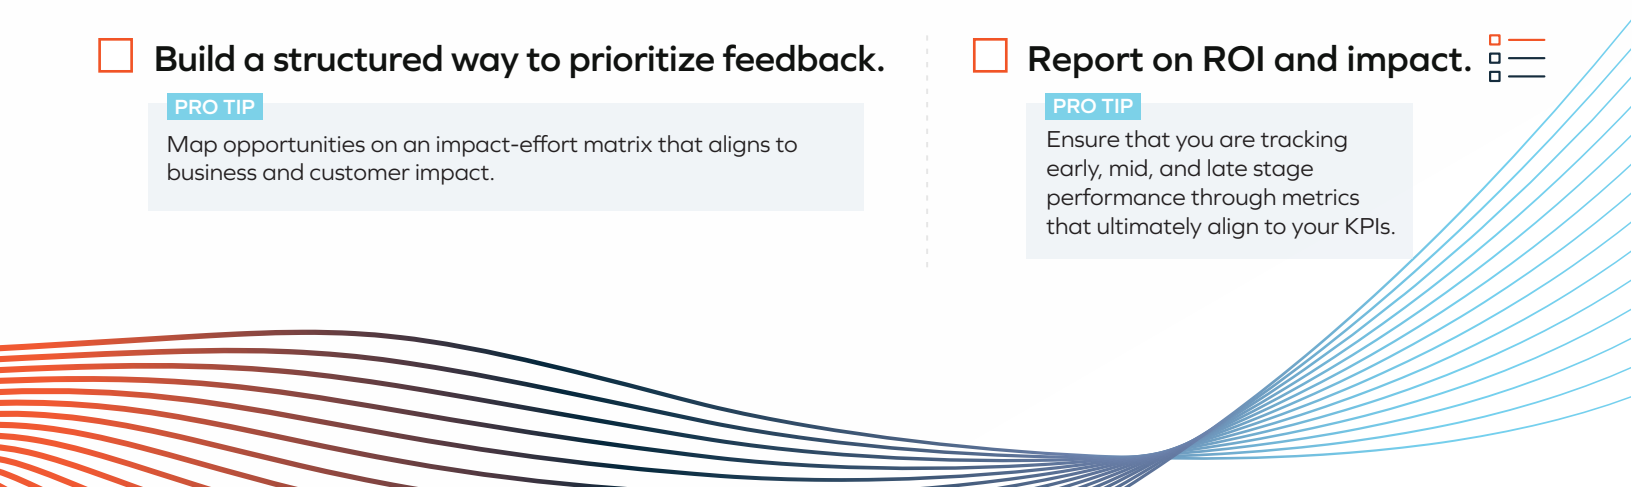 Build a structured way to prioritize feedback.
PRO TIP
Map opportunities on an impact-effort matrix that aligns to
business and customer impact.
Report on ROI and impact.
PRO TIP
Ensure that you are tracking
early, mid, and late stage
performance through metrics
that ultimately align to your KPIs.